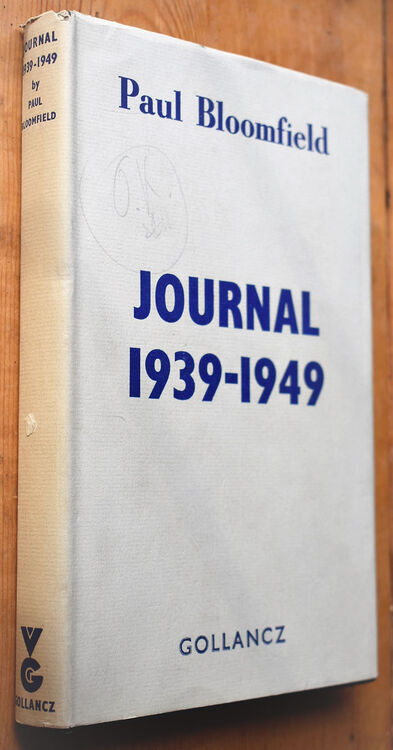 JOURNAL
1939-1949
by
PAUL
BLOOMFIELD
VG
GOLLANCZ
Paul Bloomfield
JOURNAL
1939-1949
GOLLANCZ